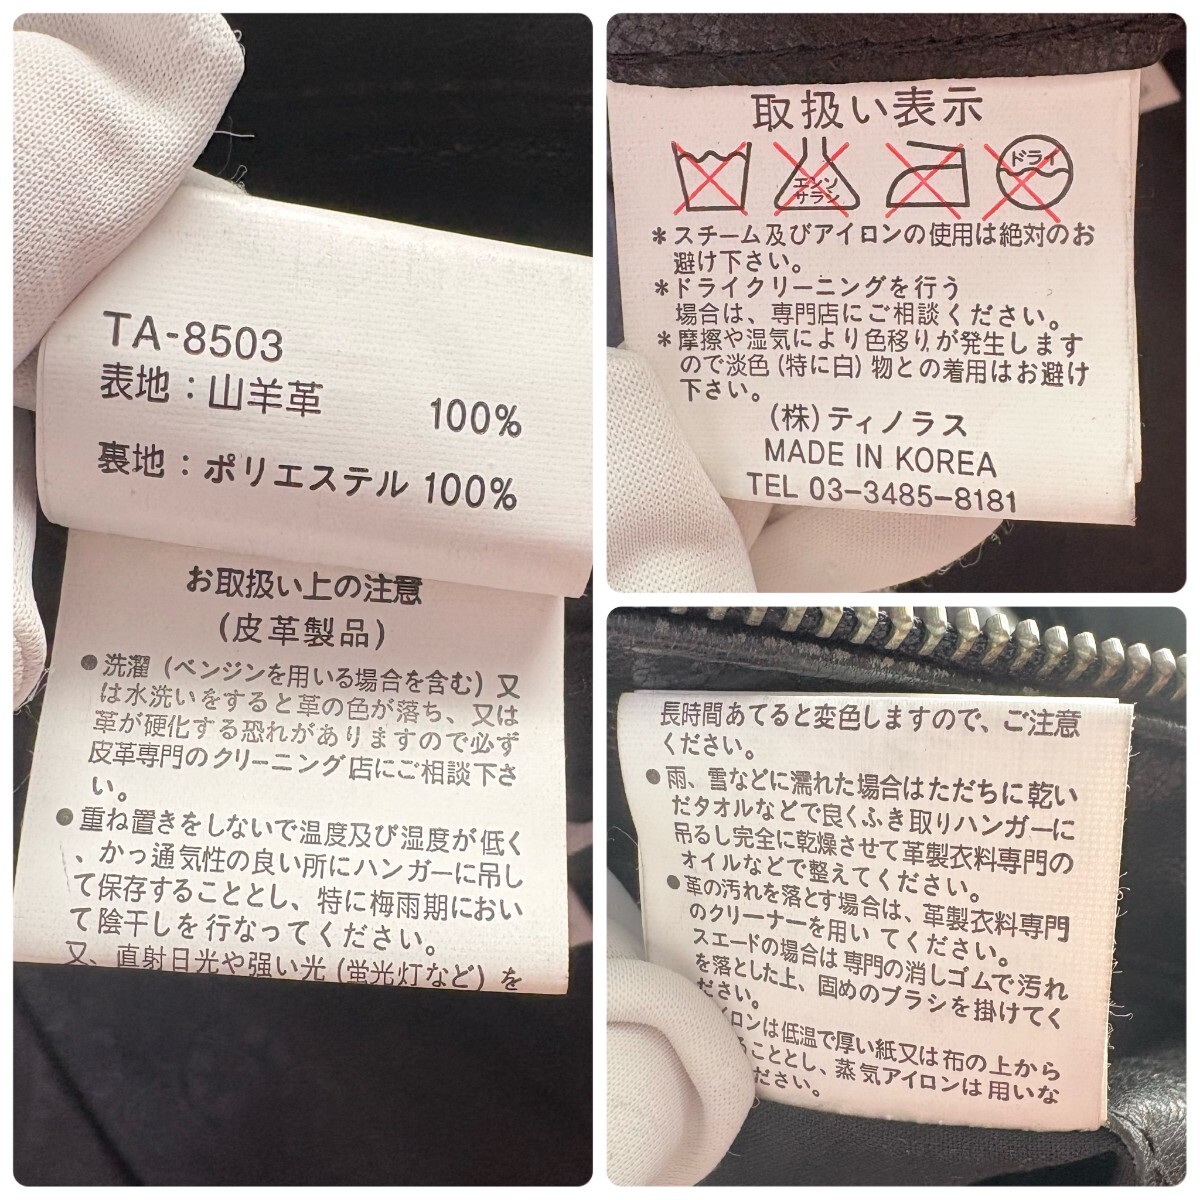 TA-8503
表地：山羊革 100%
裏地：ポリエステル 100%
お取扱い上の注意
(皮革製品)
●洗濯（ベンジンを用いる場合を含む）又
は水洗いをすると革の色が落ち、又は
革が硬化する恐れがありますので必ず
皮革専門のクリーニング店にご相談下さ
い。
●重ね置きをしないで温度及び湿度が低く
、かつ通気性の良い所にハンガーに吊し
て保存することとし、特に梅雨期におい
て陰干しを行なってください。
又、直射日光や強い光（蛍光灯など）を
取扱い表示
エンソ
サラシ
ドライ
＊スチーム及びアイロンの使用は絶対のお
避け下さい。
＊ドライクリーニングを行う
場合は、専門店にご相談ください。
＊摩擦や湿気により色移りが発生します
ので淡色（特に白）物との着用はお避け
下さい。
（株）ティノラス
MADE IN KOREA
TEL 03-3485-8181
長時間あてると変色しますので、ご注意
ください。
●雨、雪などに濡れた場合はただちに乾い
だタオルなどで良くふき取りハンガーに
吊るし完全に乾燥させて革製衣料専門の
オイルなどで整えてください。
●革の汚れを落とす場合は、革製衣料専門
のクリーナーを用いてください。
スエードの場合は専門の消しゴムで汚れ
を落とした上、固めのブラシを掛けてく
ださい。
イロンは低温で厚い紙又は布の上から
ることとし、蒸気アイロンは用いな
ださい。